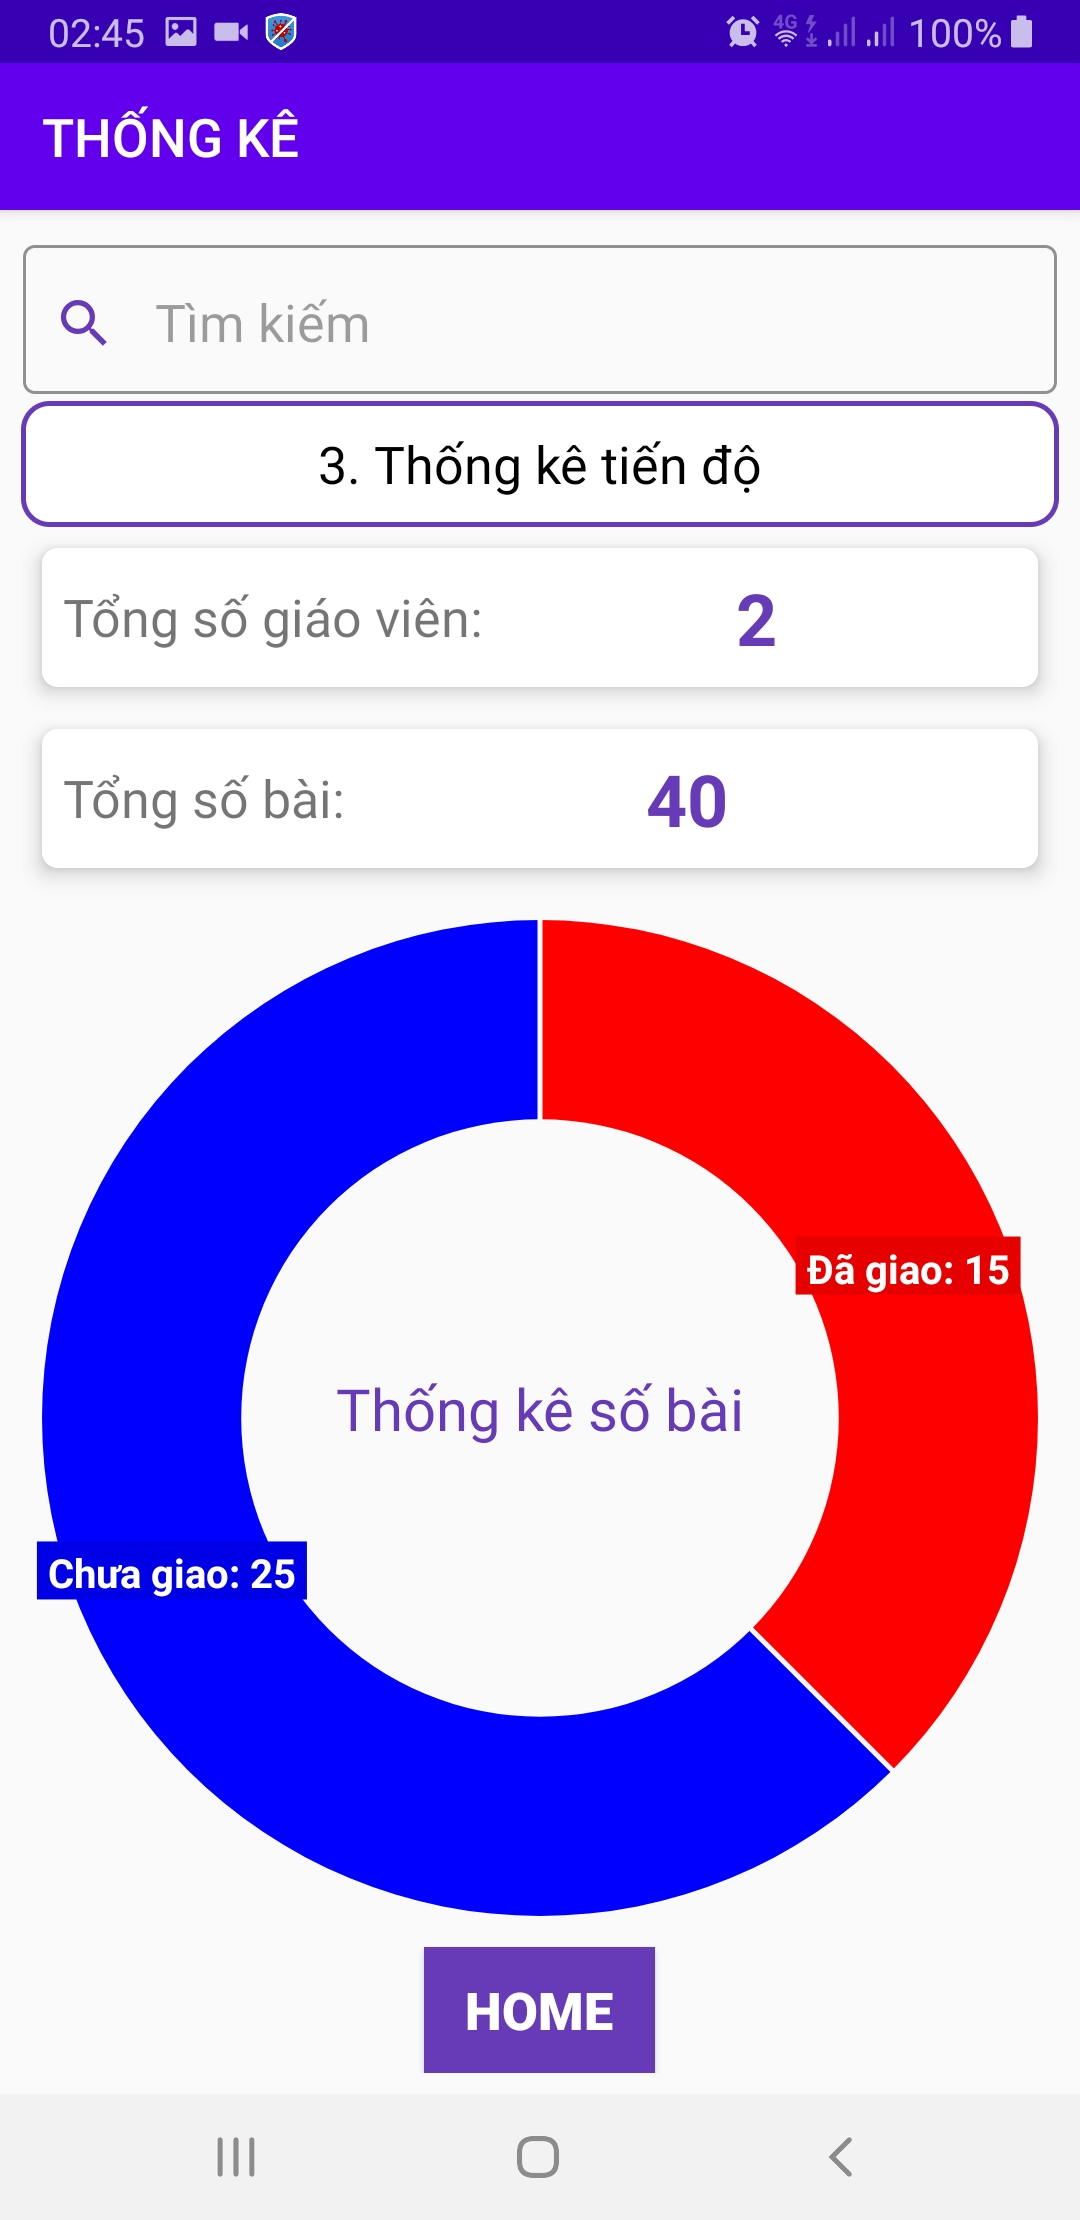 02:45 4G 100%
THỐNG KÊ
Tìm kiếm
3. Thống kê tiến độ
Tổng số giáo viên: 2
Tổng số bài: 40
Đã giao: 15
Thống kê số bài
Chưa giao: 25
HOME